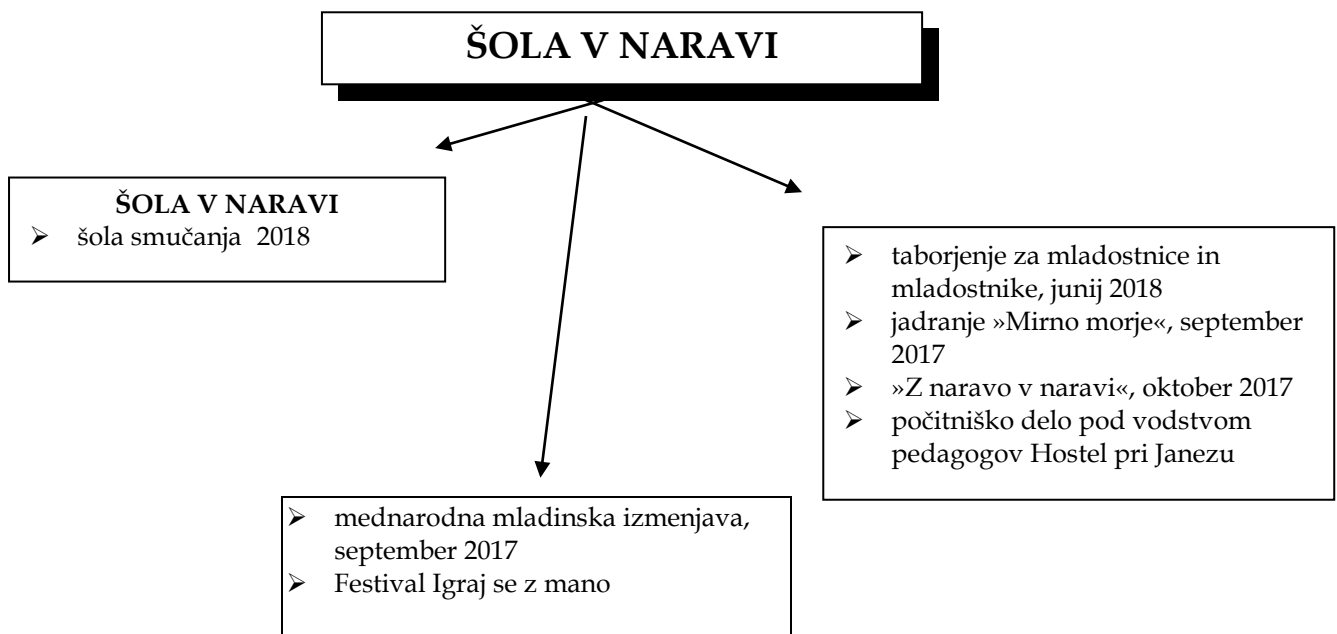 ŠOLA V NARAVI
ŠOLA V NARAVI
➢ šola smučanja 2018
➢ taborjenje za mladostnice in
mladostnike, junij 2018
➢ jadranje »Mirno morje«, september
2017
➢ »Z naravo v naravi«, oktober 2017
➢ počitniško delo pod vodstvom
pedagogov Hostel pri Janezu
➢ mednarodna mladinska izmenjava,
september 2017
➢ Festival Igraj se z mano